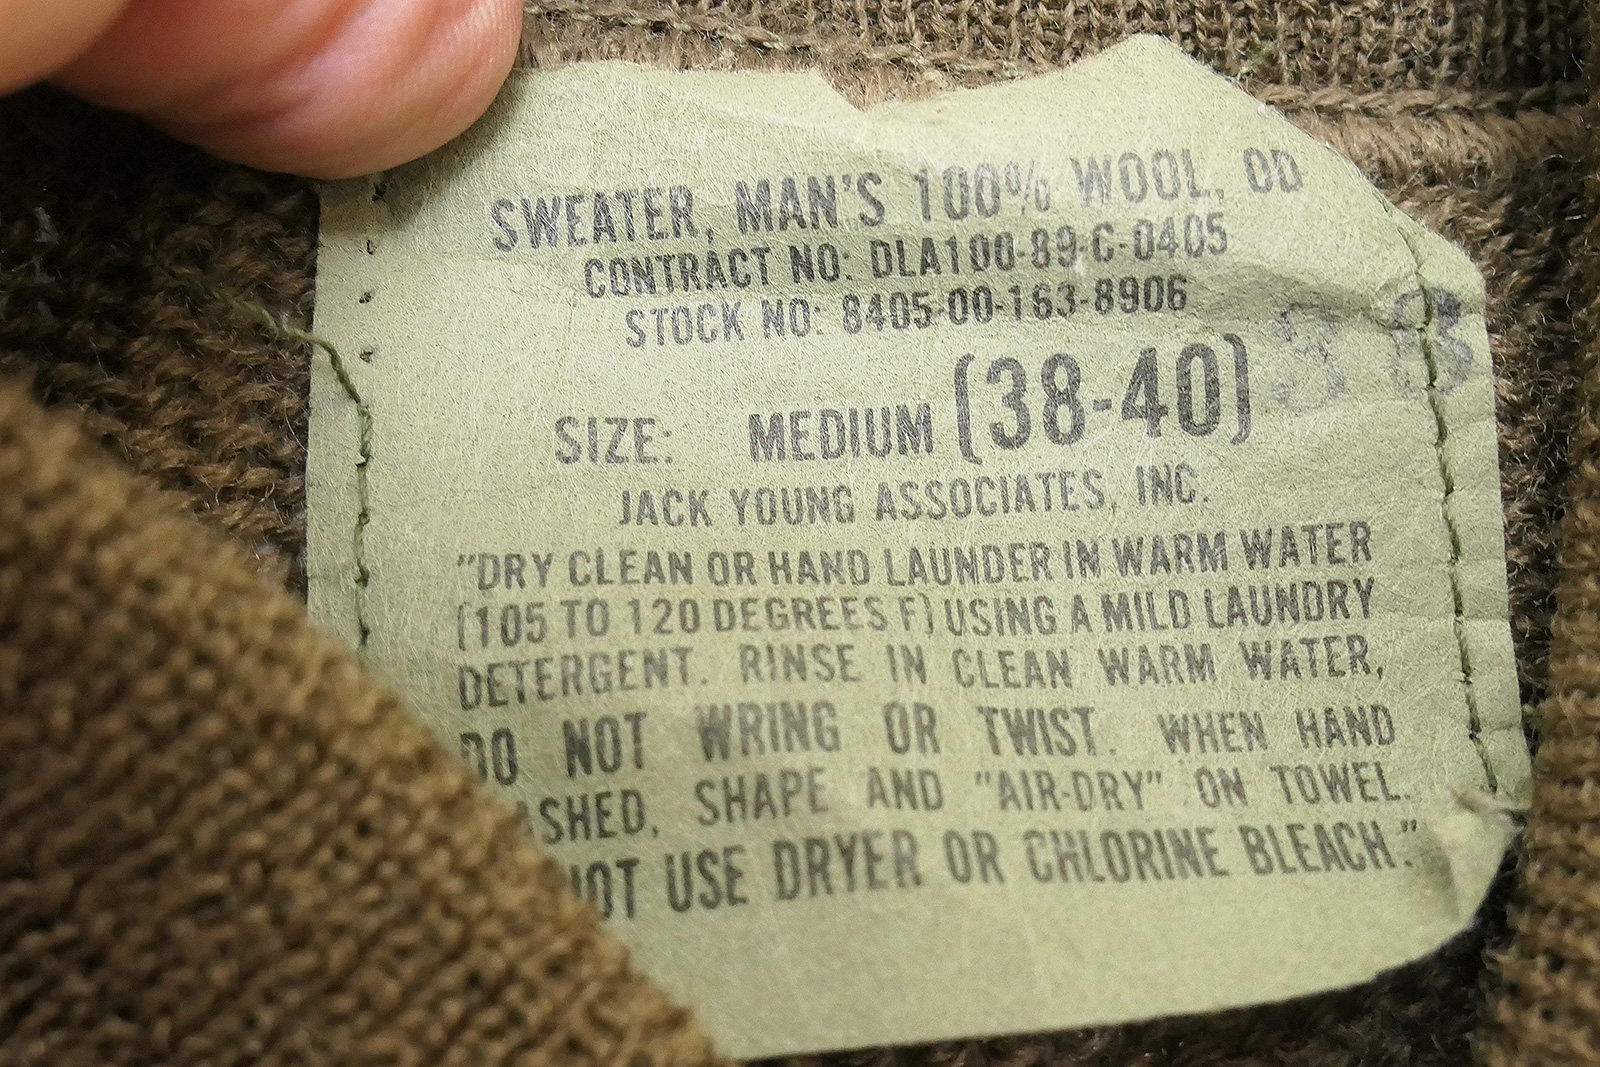 SWEATER, MAN'S 100% WOOL, OD
CONTRACT NO: DLA100-89-C-0405
STOCK NO: 8405-00-163-8906
38
SIZE: MEDIUM (38-40)
JACK YOUNG ASSOCIATES, INC.
"DRY CLEAN OR HAND LAUNDER IN WARM WATER
(105 TO 120 DEGREES F) USING A MILD LAUNDRY
DETERGENT. RINSE IN CLEAN WARM WATER,
DO NOT WRING OR TWIST. WHEN HAND
ASHED, SHAPE AND "AIR-DRY" ON TOWEL.
NOT USE DRYER OR CHLORINE BLEACH."